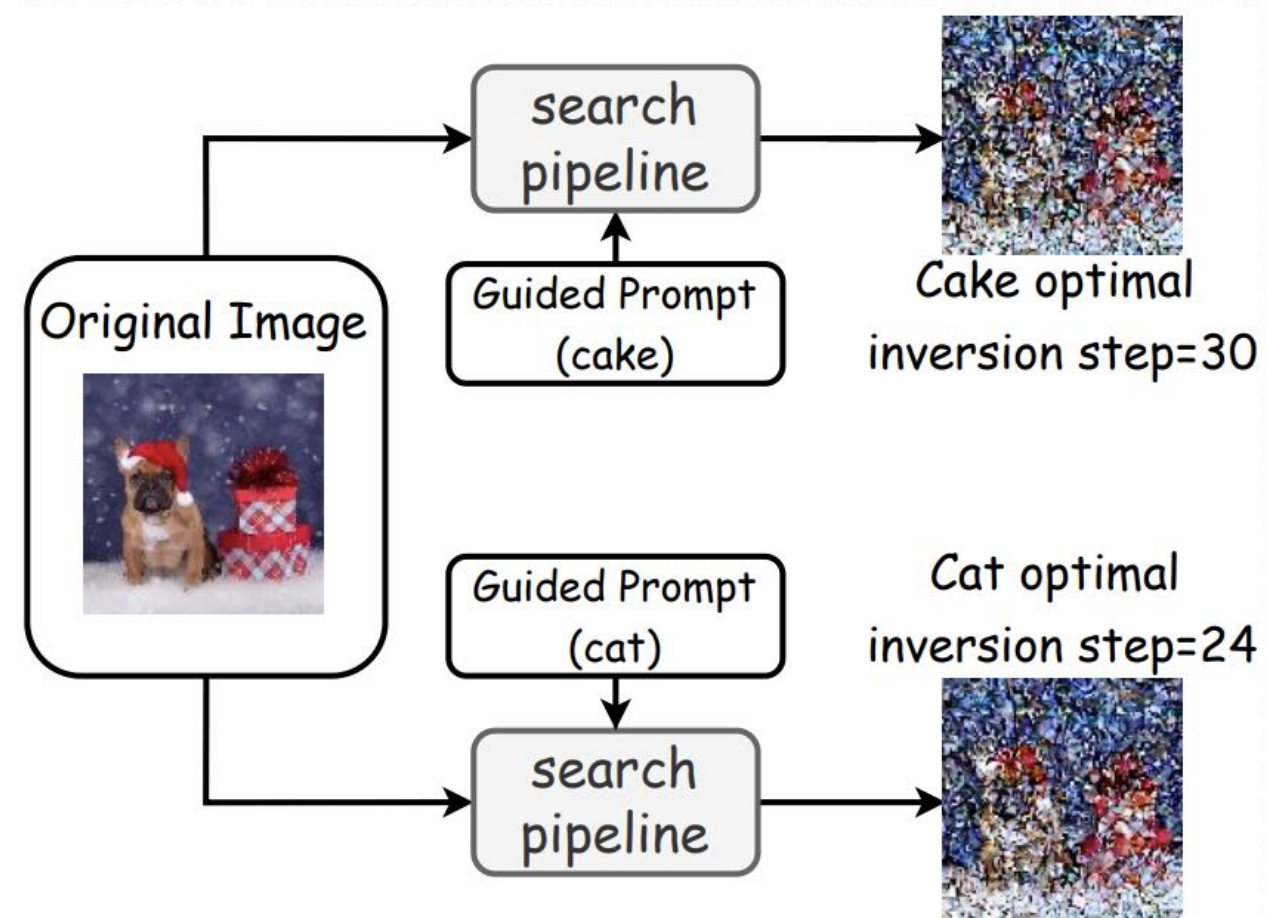 search
pipeline
Guided Prompt
(cake)
Cake optimal
inversion step=30
Original Image
Guided Prompt
(cat)
Cat optimal
inversion step=24
search
pipeline